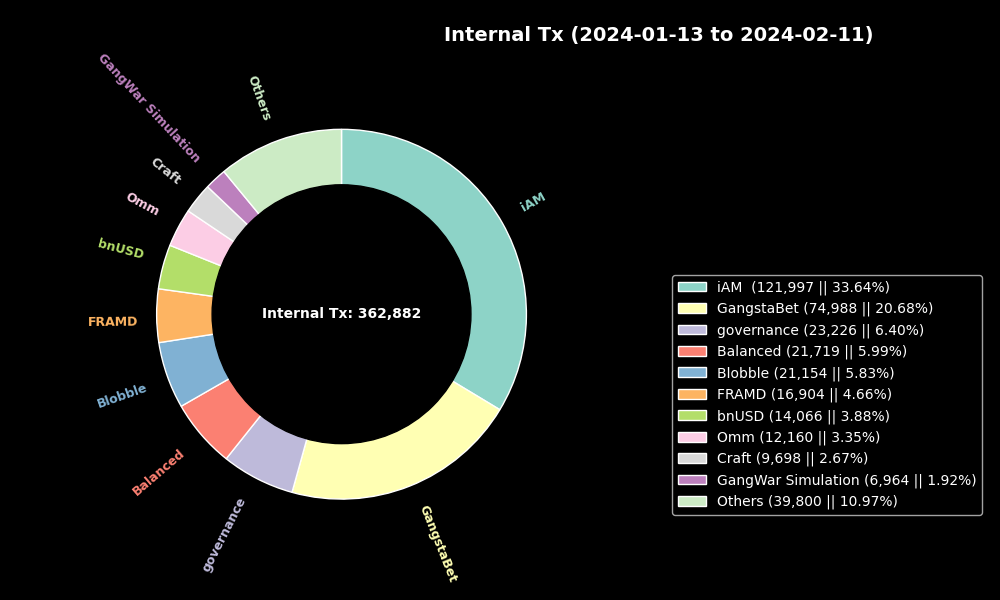 Internal Tx (2024-01-13 to 2024-02-11)
GangWar Simulation
Others
Craft
iAM
Omm
bnUSD
Internal Tx: 362,882
FRAMD
Blobble
Balanced
governance
GangstaBet
iAM  (121,997 || 33.64%)
GangstaBet (74,988 || 20.68%)
governance (23,226 || 6.40%)
Balanced (21,719 || 5.99%)
Blobble (21,154 || 5.83%)
FRAMD (16,904 || 4.66%)
bnUSD (14,066 || 3.88%)
Omm (12,160 || 3.35%)
Craft (9,698 || 2.67%)
GangWar Simulation (6,964 || 1.92%)
Others (39,800 || 10.97%)